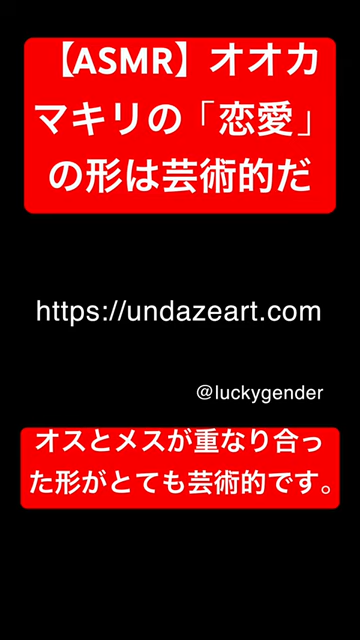 【ASMR】オオカ
マキリの「恋愛」
の形は芸術的だ
https://undazeart.com
@luckygender
オスとメスが重なり合っ
た形がとても芸術的です。